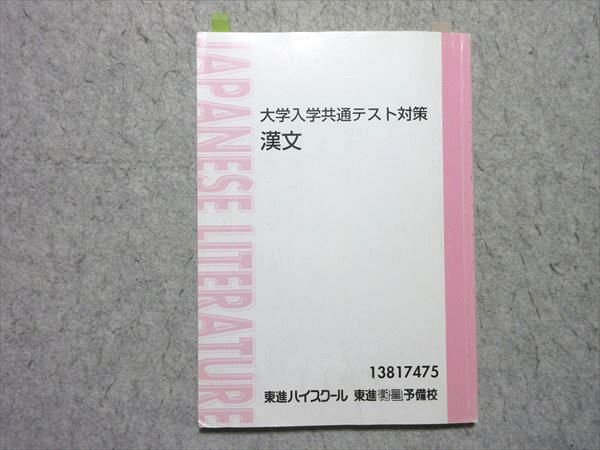 JAPANESE LITERATURE
大学入学共通テスト対策
漢文
13817475
東進ハイスクール 東進衛星予備校